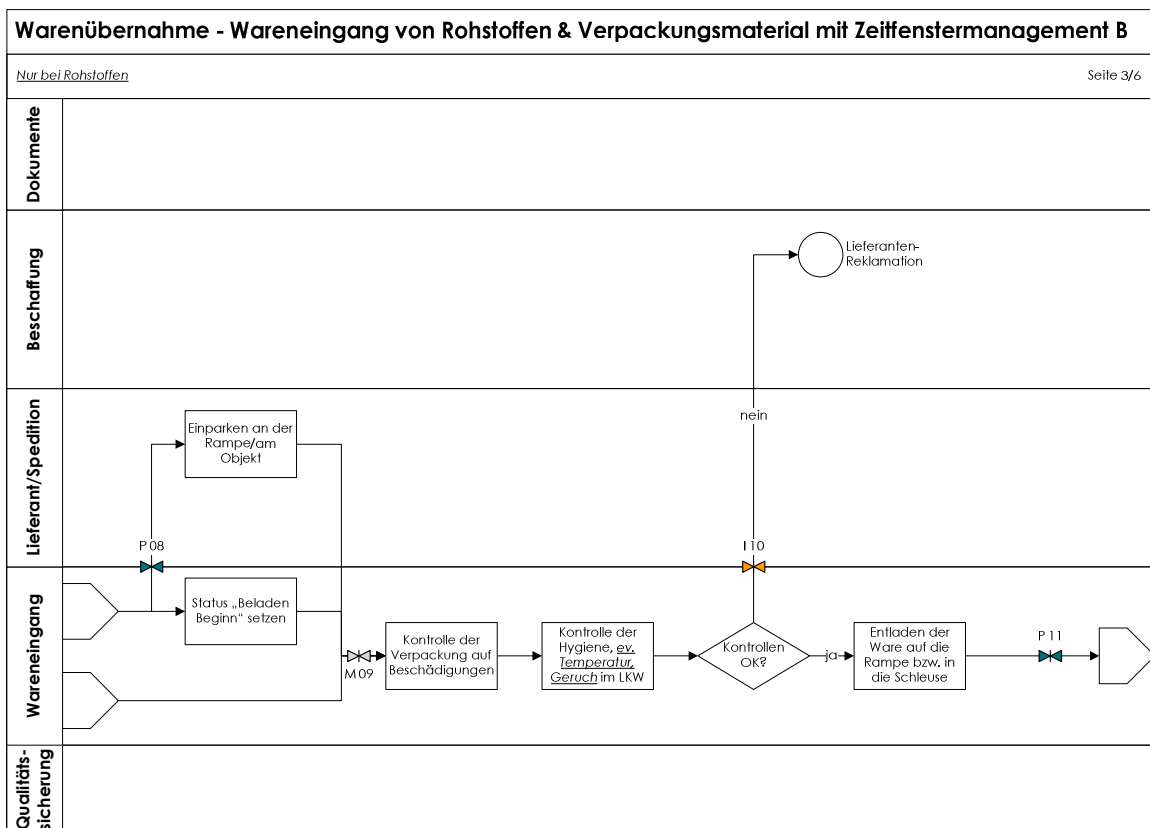 Warenübernahme - Wareneingang von Rohstoffen & Verpackungsmaterial mit Zeitfenstermanagement B
Nur bei Rohstoffen
Seite 3/6
Dokumente
Beschaffung
Lieferanten-
Reklamation
Lieferant/Spedition
nein
Einparken an der
Rampe/am
Objekt
P 08
I 10
Wareneingang
Status „Beladen
Beginn“ setzen
M 09
Kontrolle der
Verpackung auf
Beschädigungen
Kontrolle der
Hygiene, ev.
Temperatur,
Geruch im LKW
Kontrollen
OK?
ja
Entladen der
Ware auf die
Rampe bzw. in
die Schleuse
P 11
Qualitäts-
sicherung